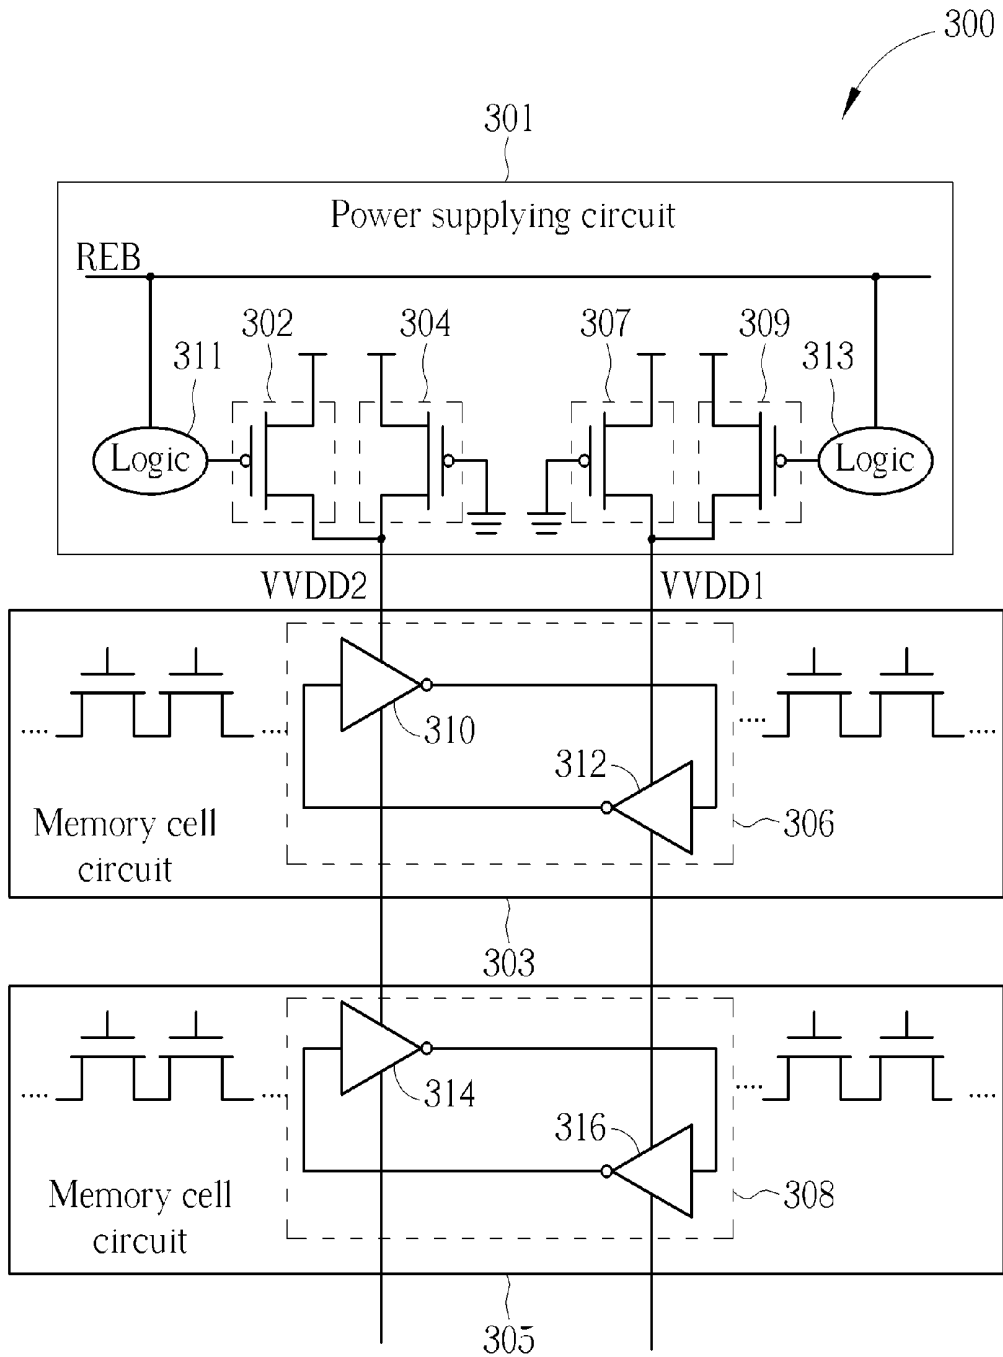 300
301
Power supplying circuit
REB
302
304
307
309
311
313
Logic
Logic
VVDD2
VVDD1
310
312
Memory cell
circuit
306
303
314
316
Memory cell
circuit
308
305